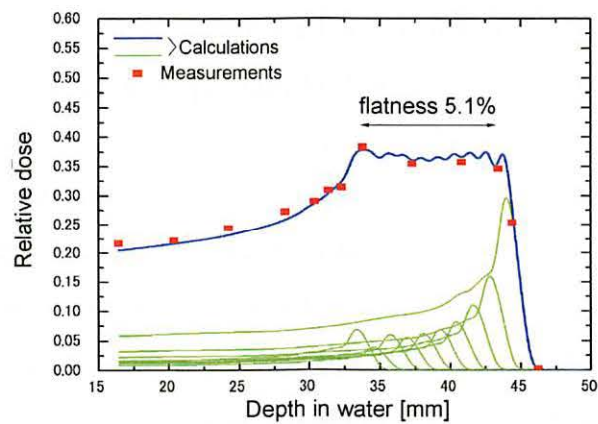 0.60
0.55
0.50
0.45
0.40
0.35
0.30
0.25
0.20
0.15
0.10
0.05
0.00
Relative dose
Calculations
Measurements
flatness 5.1%
15 20 25 30 35 40 45 50
Depth in water [mm]